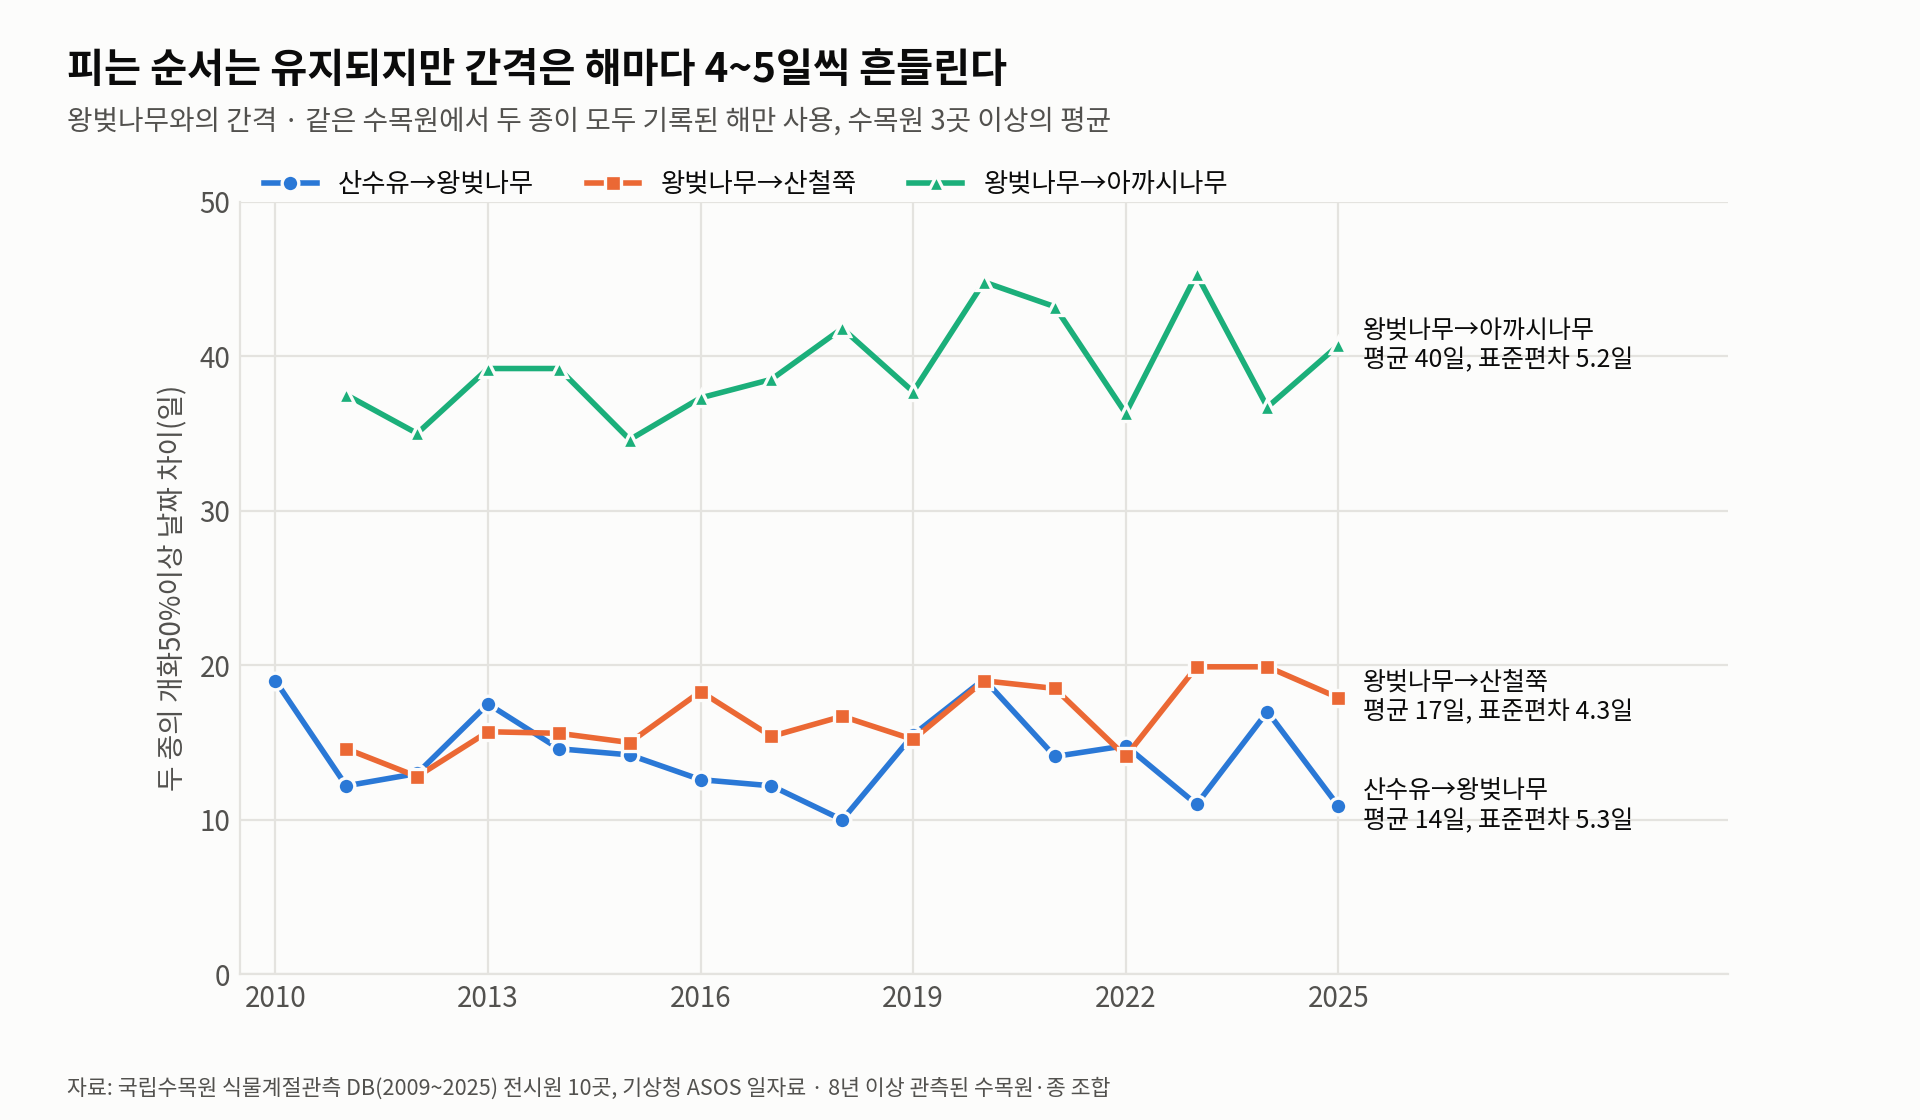 피는 순서는 유지되지만 간격은 해마다 4~5일씩 흔들린다
왕벚나무와의 간격 · 같은 수목원에서 두 종이 모두 기록된 해만 사용, 수목원 3곳 이상의 평균
산수유→왕벚나무
왕벚나무→산철쭉
왕벚나무→아까시나무
두 종의 개화50%이상 날짜 차이(일)
50
40
30
20
10
0
왕벚나무→아까시나무
평균 40일, 표준편차 5.2일
왕벚나무→산철쭉
평균 17일, 표준편차 4.3일
산수유→왕벚나무
평균 14일, 표준편차 5.3일
2010
2013
2016
2019
2022
2025
자료: 국립수목원 식물계절관측 DB(2009~2025) 전시원 10곳, 기상청 ASOS 일자료 · 8년 이상 관측된 수목원·종 조합